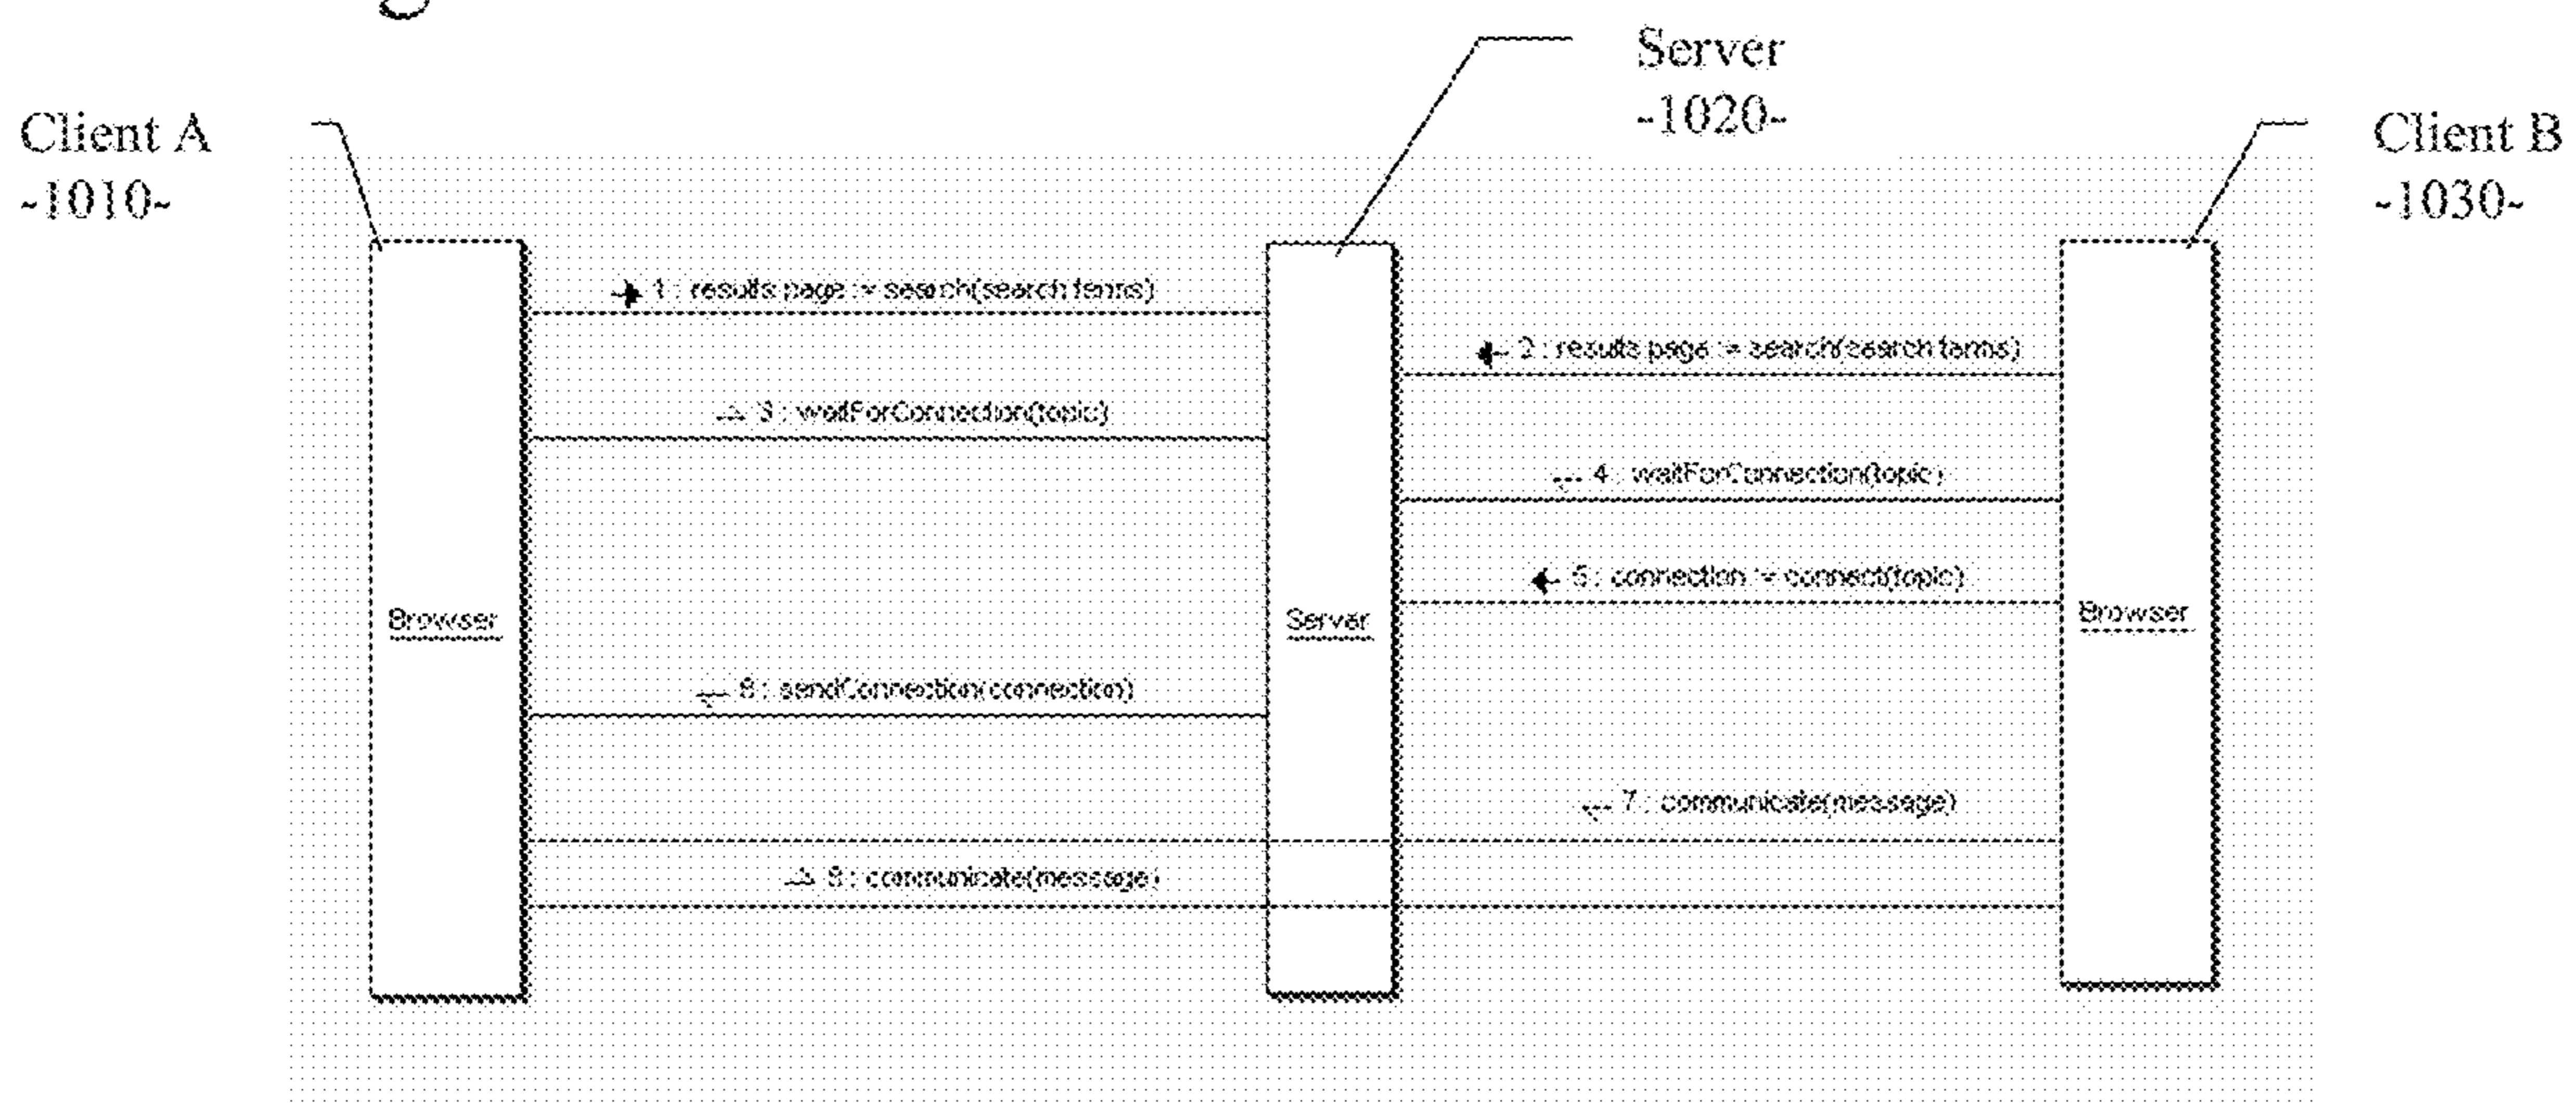 Server
-1020-
Client A
-1010-
Client B
-1030-
1 : results page := search(search terms)
2 : results page := search(search terms)
3 : waitForConnection(topic)
4 : waitForConnection(topic)
5 : connection := connect(topic)
Browser
Server
Browser
6 : sendConnection(connection)
7 : communicate(message)
8 : communicate(message)